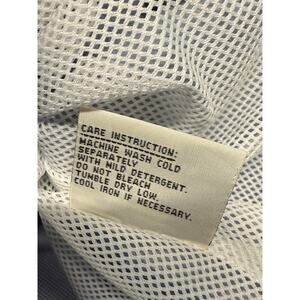 CARE INSTRUCTION:
MACHINE WASH COLD
SEPARATELY
WITH MILD DETERGENT.
DO NOT BLEACH
TUMBLE DRY LOW.
COOL IRON IF NECESSARY.